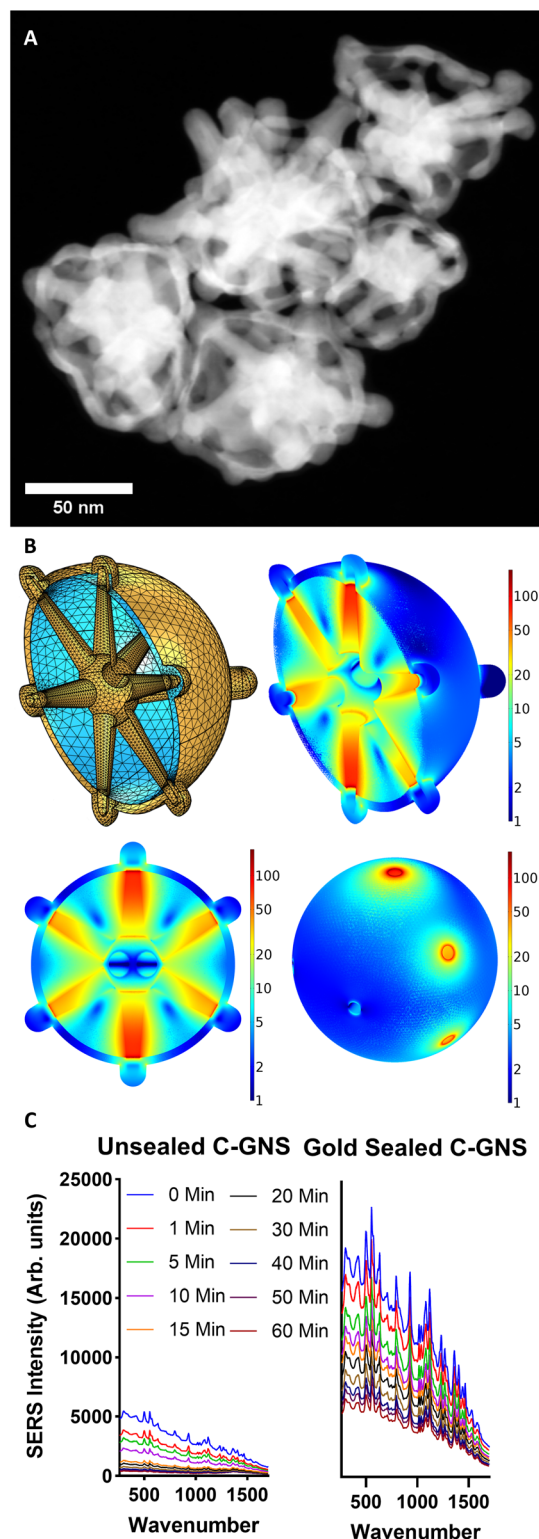 A
50 nm
B
100
50
20
10
5
2
1
100
50
20
10
5
2
1
100
50
20
10
5
2
1
C
Unsealed C-GNS Gold Sealed C-GNS
SERS Intensity (Arb. units)
25000
20000
15000
10000
5000
0
0 Min 20 Min
1 Min 30 Min
5 Min 40 Min
10 Min 50 Min
15 Min 60 Min
500 1000 1500 500 1000 1500
Wavenumber Wavenumber